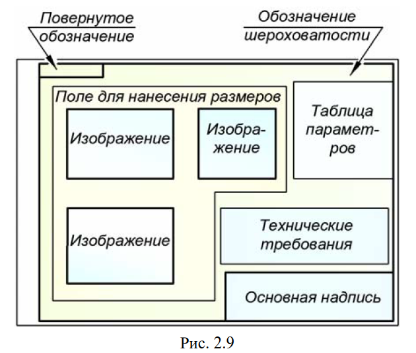 Повернутое
обозначение
Обозначение
шероховатости
Поле для нанесения размеров
Изображение
Изобра-
жение
Таблица
парамет-
ров
Изображение
Технические
требования
Основная надпись
Рис. 2.9